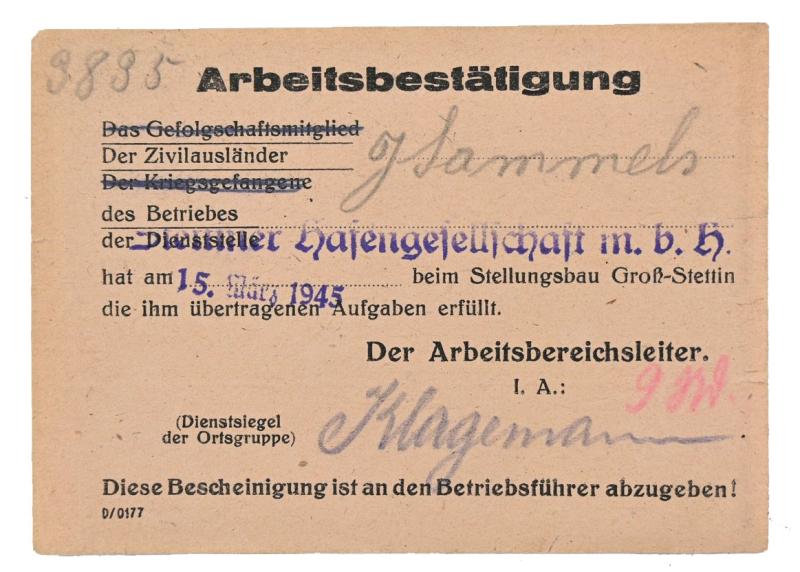 9895 Arbeitsbestätigung
Das Gefolgschaftsmitglied
Der Zivilausländer
Der Kriegsgefangene
des Betriebes
der Dienststelle Stettiner Hafengesellschaft m. b. H.
hat am 15. März 1945 beim Stellungsbau Groß-Stettin
die ihm übertragenen Aufgaben erfüllt.
Der Arbeitsbereichsleiter.
I. A.:
(Dienstsiegel
der Ortsgruppe) Klagemann
Diese Bescheinigung ist an den Betriebsführer abzugeben!
D/0177